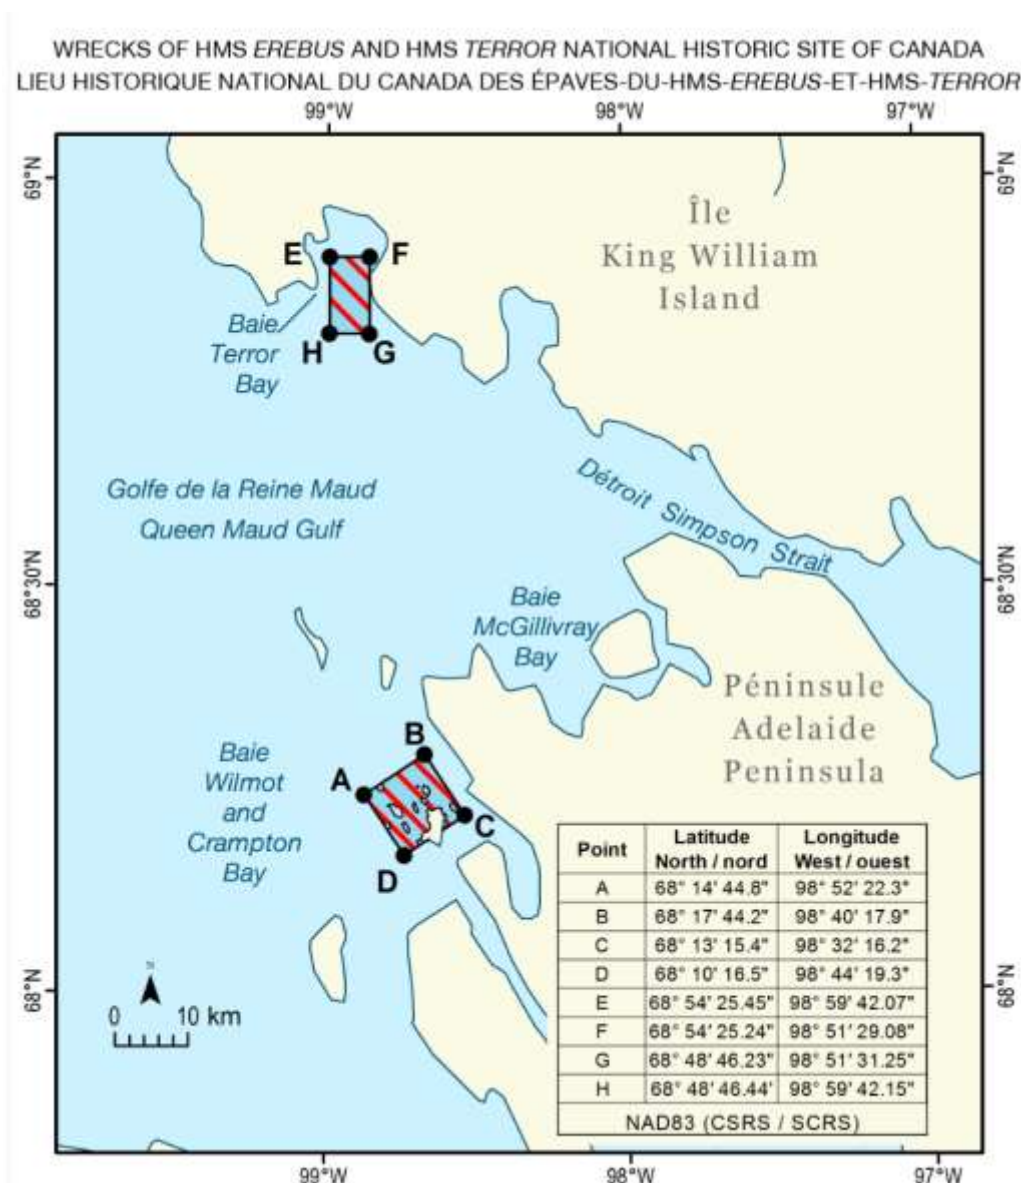 WRECKS OF HMS EREBUS AND HMS TERROR NATIONAL HISTORIC SITE OF CANADA
LIEU HISTORIQUE NATIONAL DU CANADA DES ÉPAVES-DU-HMS-EREBUS-ET-HMS-TERROR
99°W 98°W 97°W
69°N 69°N
Île
King William
Island
E F
Baie
Terror
Bay
H G
Golfe de la Reine Maud
Queen Maud Gulf
Détroit Simpson Strait
68°30'N 68°30'N
Baie
McGillivray
Bay
Péninsule
Adelaide
Peninsula
Baie
Wilmot
and
Crampton
Bay
B
A
C
D
Point Latitude North / nord Longitude West / ouest
A 68° 14' 44.8" 98° 52' 22.3"
B 68° 17' 44.2" 98° 40' 17.9"
C 68° 13' 15.4" 98° 32' 16.2"
D 68° 10' 16.5" 98° 44' 19.3"
E 68° 54' 25.45" 98° 59' 42.07"
F 68° 54' 25.24" 98° 51' 29.08"
G 68° 48' 46.23" 98° 51' 31.25"
H 68° 48' 46.44' 98° 59' 42.15"
NAD83 (CSRS / SCRS)
68°N 68°N
N
0 10 km
99°W 98°W 97°W